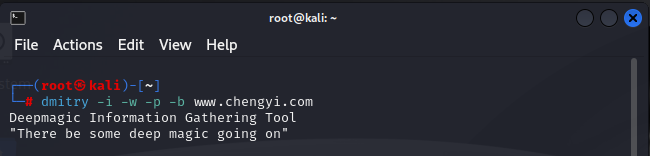 root@kali: ~
File Actions Edit View Help
┌──(root㉿kali)-[~]
└─# dmitry -i -w -p -b www.chengyi.com
Deepmagic Information Gathering Tool
"There be some deep magic going on"